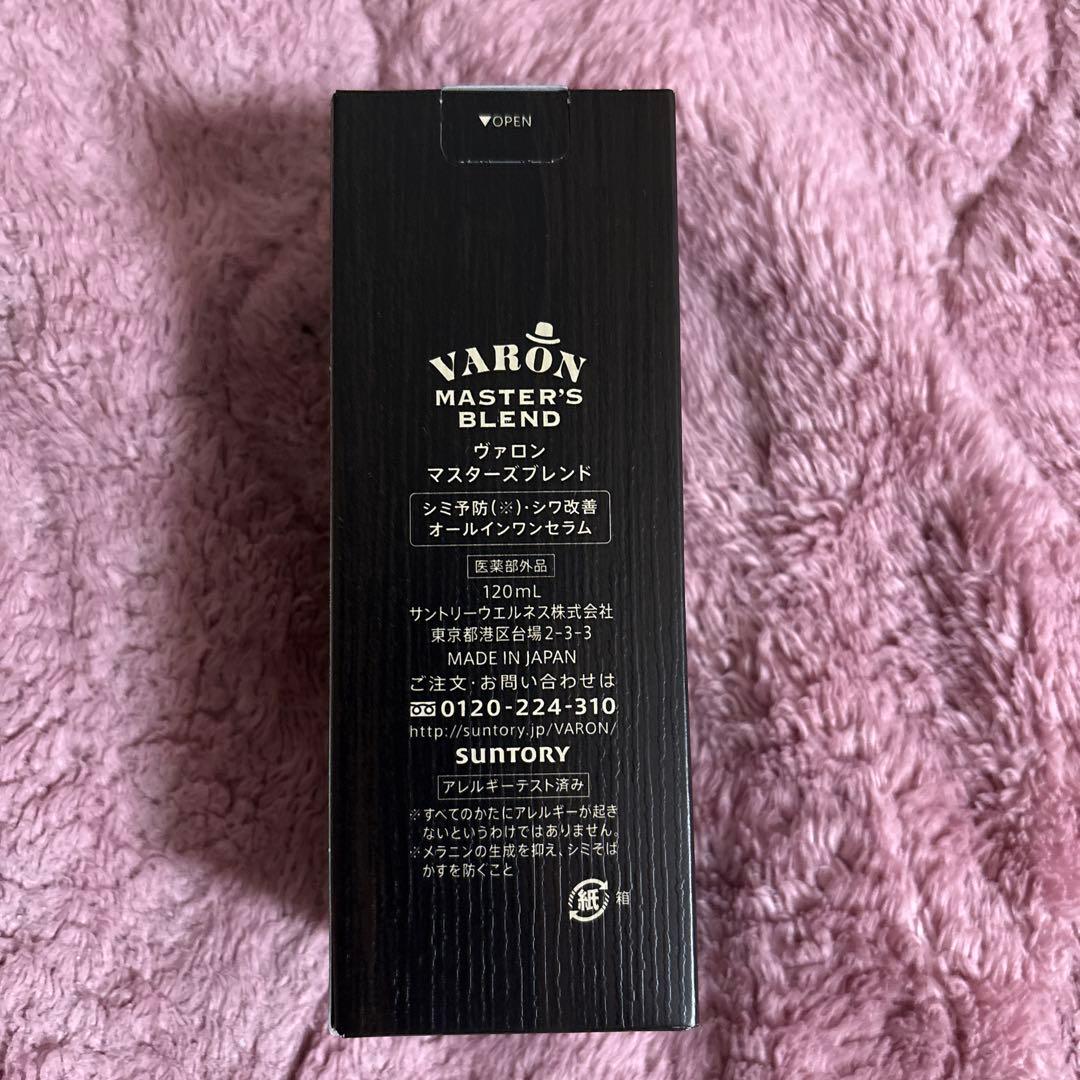 ▼OPEN
VARON
MASTER'S
BLEND
ヴァロン
マスターズブレンド
シミ予防(※)・シワ改善
オールインワンセラム
医薬部外品
120mL
サントリーウエルネス株式会社
東京都港区台場2-3-3
MADE IN JAPAN
ご注文・お問い合わせは
0120-224-310
http://suntory.jp/VARON/
SUNTORY
アレルギーテスト済み
※すべてのかたにアレルギーが起き
ないというわけではありません。
※メラニンの生成を抑え、シミそば
かすを防ぐこと
紙 箱